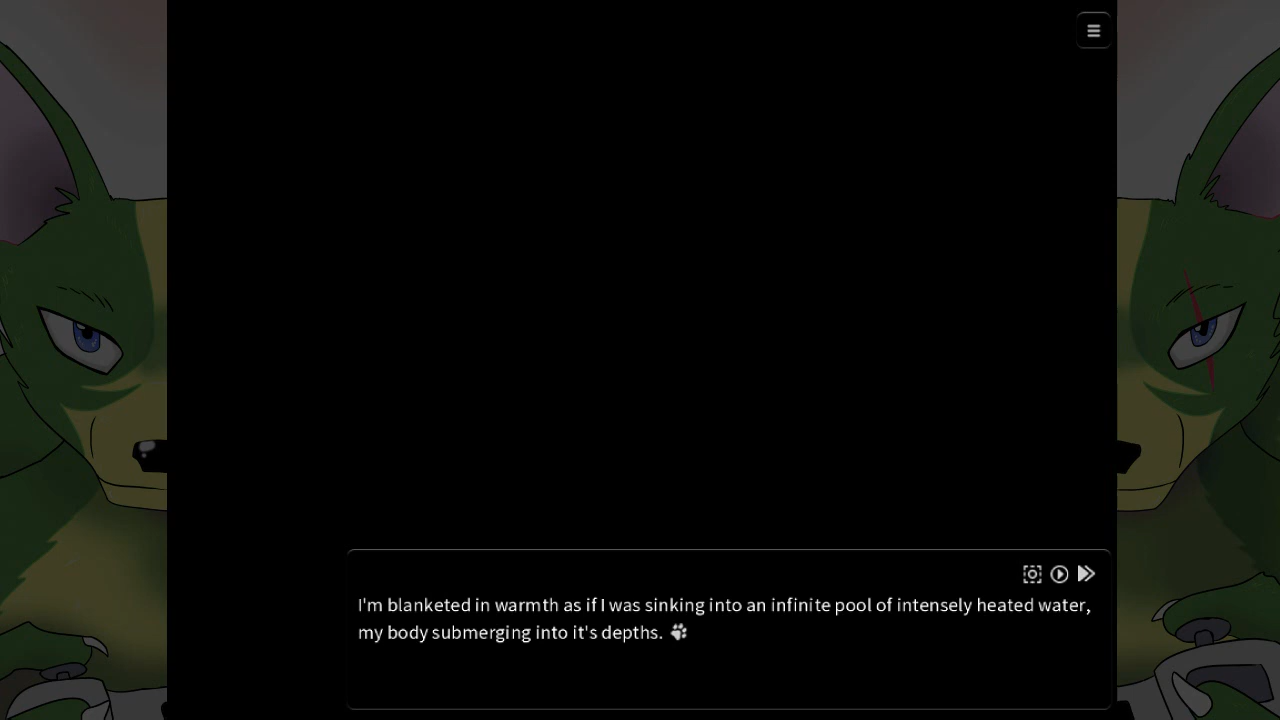 I'm blanketed in warmth as if I was sinking into an infinite pool of intensely heated water,
my body submerging into it's depths.